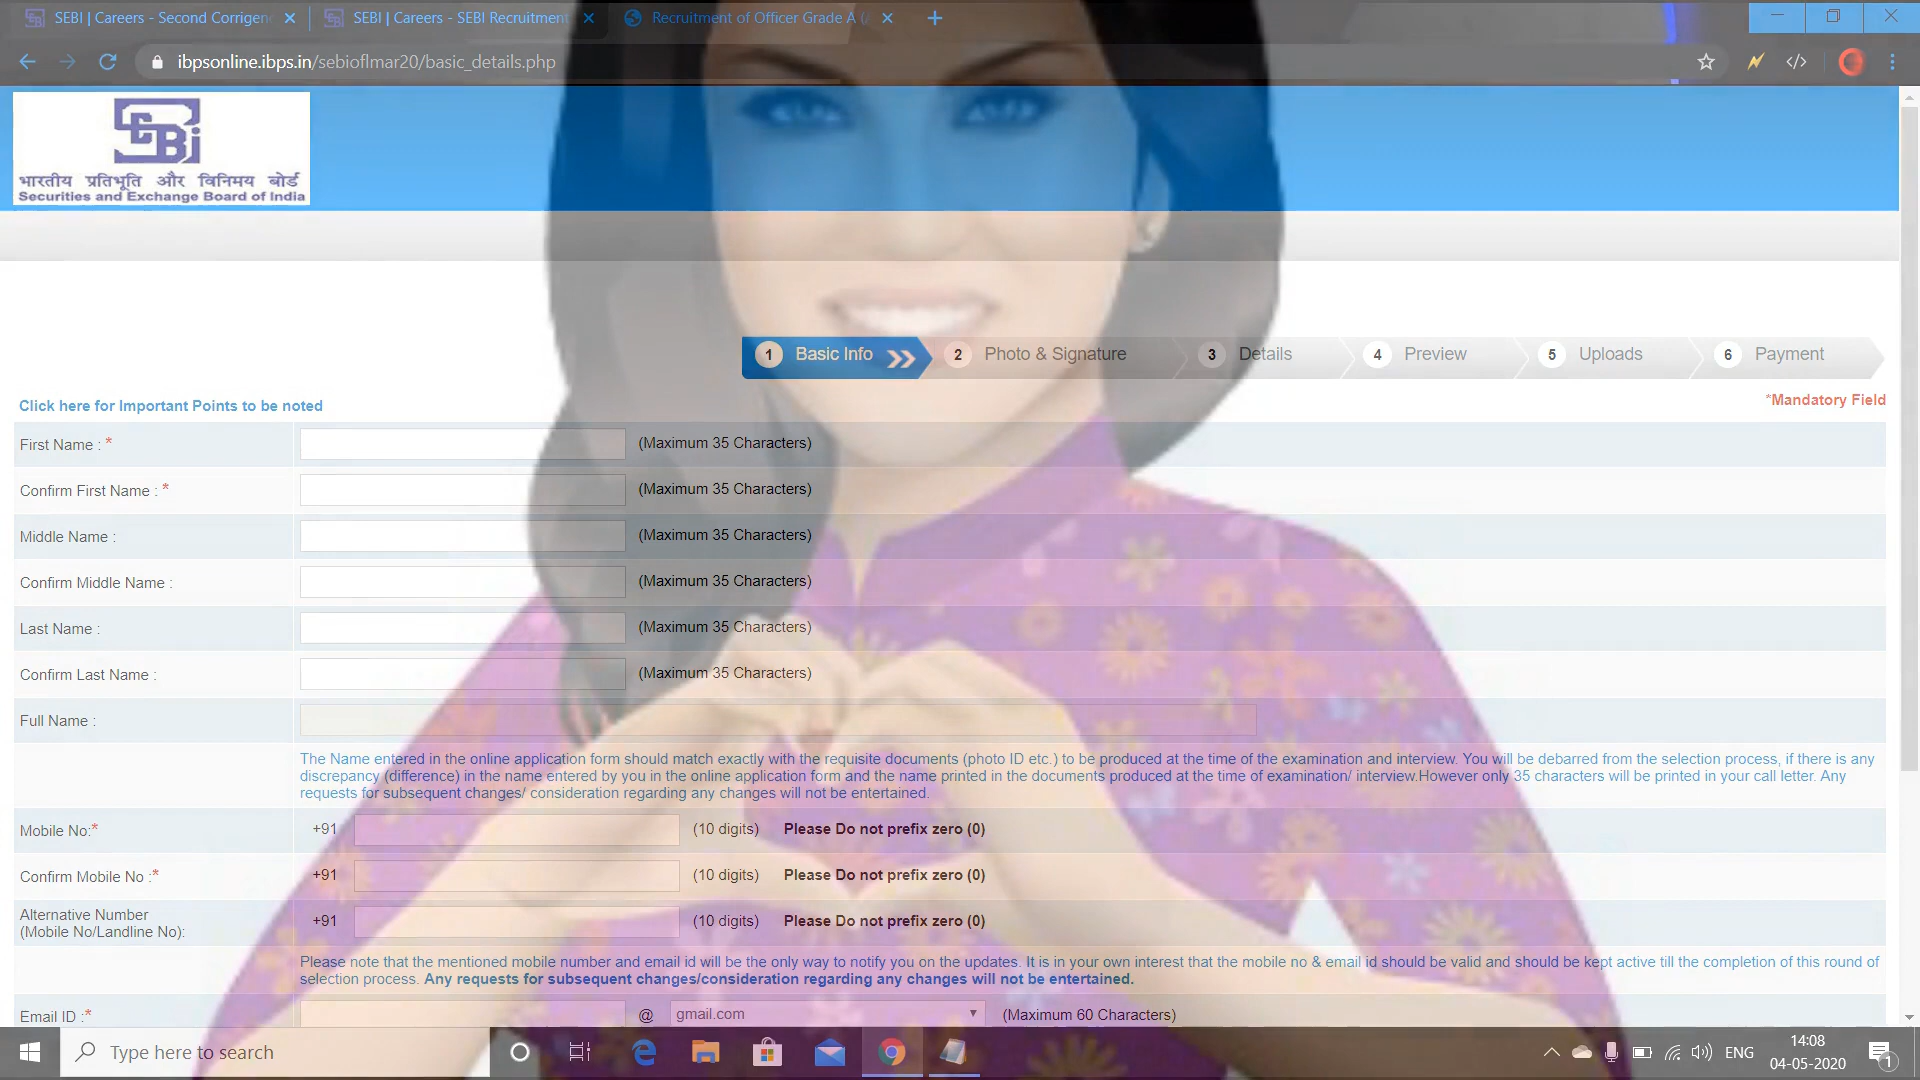 SEBI | Careers - Second Corrigen
SEBI | Careers - SEBI Recruitment
Recruitment of Officer Grade A (
ibpsonline.ibps.in/sebioflmar20/basic_details.php
SEBI
भारतीय प्रतिभूति और विनिमय बोर्ड
Securities and Exchange Board of India
1 Basic Info
2 Photo & Signature
3 Details
4 Preview
5 Uploads
6 Payment
Click here for Important Points to be noted
*Mandatory Field
First Name : * (Maximum 35 Characters)
Confirm First Name : * (Maximum 35 Characters)
Middle Name : (Maximum 35 Characters)
Confirm Middle Name : (Maximum 35 Characters)
Last Name : (Maximum 35 Characters)
Confirm Last Name : (Maximum 35 Characters)
Full Name :
The Name entered in the online application form should match exactly with the requisite documents (photo ID etc.) to be produced at the time of the examination and interview. You will be debarred from the selection process, if there is any
discrepancy (difference) in the name entered by you in the online application form and the name printed in the documents produced at the time of examination/ interview.However only 35 characters will be printed in your call letter. Any
requests for subsequent changes/ consideration regarding any changes will not be entertained.
Mobile No:* +91 (10 digits) Please Do not prefix zero (0)
Confirm Mobile No :* +91 (10 digits) Please Do not prefix zero (0)
Alternative Number
(Mobile No/Landline No): +91 (10 digits) Please Do not prefix zero (0)
Please note that the mentioned mobile number and email id will be the only way to notify you on the updates. It is in your own interest that the mobile no & email id should be valid and should be kept active till the completion of this round of
selection process. Any requests for subsequent changes/consideration regarding any changes will not be entertained.
Email ID :* @ gmail.com (Maximum 60 Characters)
Type here to search
ENG
14:08
04-05-2020
1